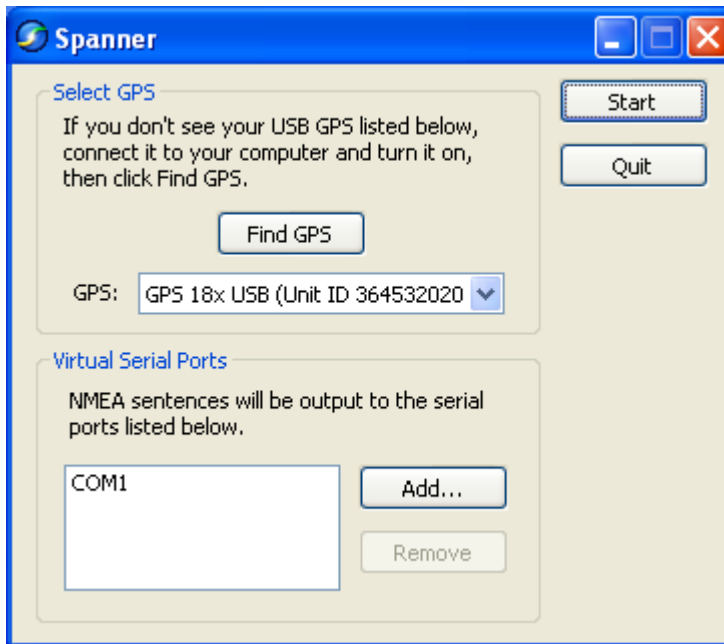 Spanner
Select GPS
If you don't see your USB GPS listed below,
connect it to your computer and turn it on,
then click Find GPS.
Find GPS
GPS: GPS 18x USB (Unit ID 364532020
Start
Quit
Virtual Serial Ports
NMEA sentences will be output to the serial
ports listed below.
COM1
Add...
Remove